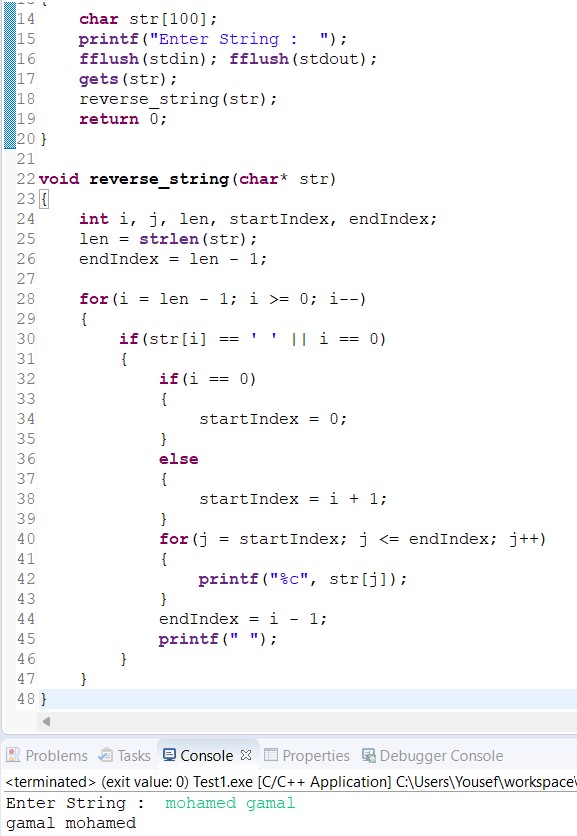 14     char str[100];
15     printf("Enter String :  ");
16     fflush(stdin); fflush(stdout);
17     gets(str);
18     reverse_string(str);
19     return 0;
20 }
21
22 void reverse_string(char* str)
23 {
24     int i, j, len, startIndex, endIndex;
25     len = strlen(str);
26     endIndex = len - 1;
27
28     for(i = len - 1; i >= 0; i--)
29     {
30         if(str[i] == ' ' || i == 0)
31         {
32             if(i == 0)
33             {
34                 startIndex = 0;
35             }
36             else
37             {
38                 startIndex = i + 1;
39             }
40             for(j = startIndex; j <= endIndex; j++)
41             {
42                 printf("%c", str[j]);
43             }
44             endIndex = i - 1;
45             printf(" ");
46         }
47     }
48 }
Problems Tasks Console Properties Debugger Console
<terminated> (exit value: 0) Test1.exe [C/C++ Application] C:\Users\Yousef\workspace\
Enter String :  mohamed gamal
gamal mohamed